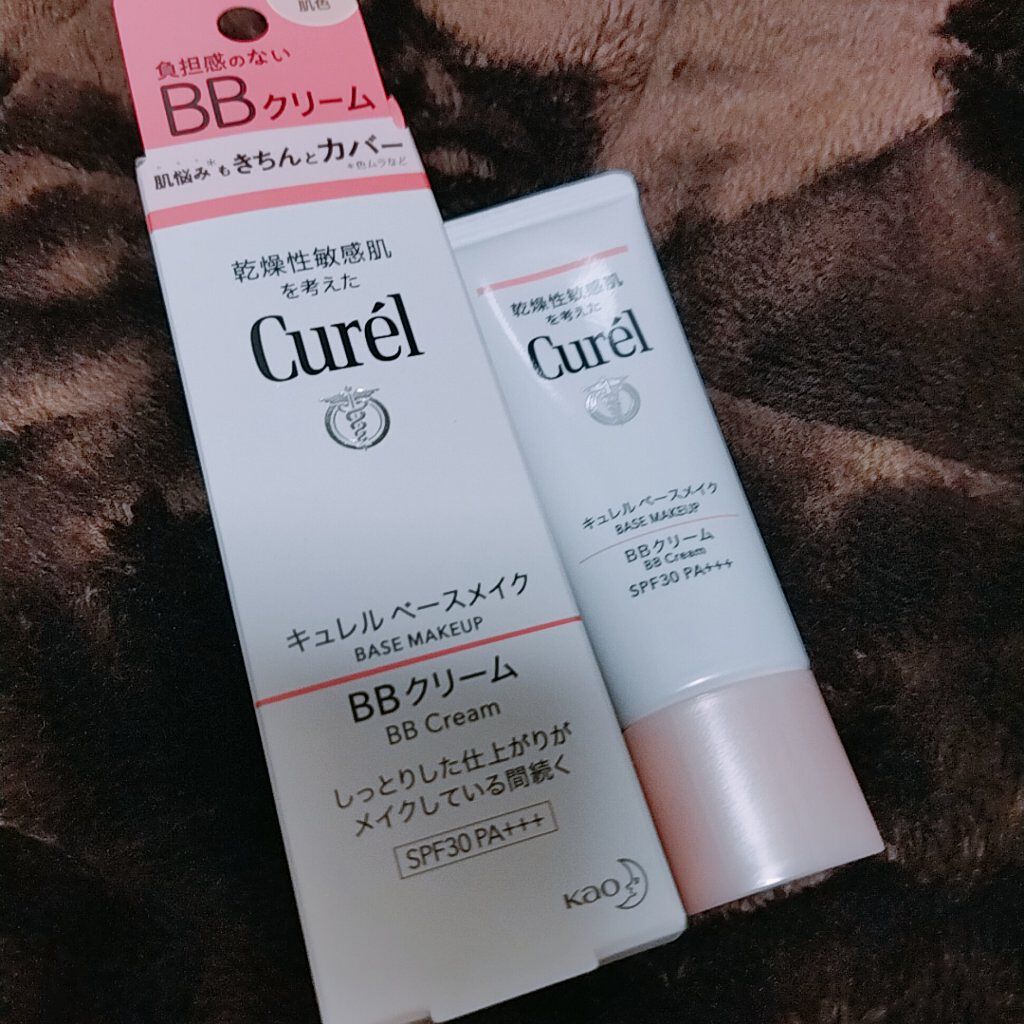 肌色
負担感のない
BBクリーム
肌悩み*もきちんとカバー
*色ムラなど
乾燥性敏感肌
を考えた
Curél
キュレル ベースメイク
BASE MAKEUP
BBクリーム
BB Cream
しっとりした仕上がりが
メイクしている間続く
SPF30 PA+++
Kao
乾燥性敏感肌
を考えた
Curél
キュレル ベースメイク
BASE MAKEUP
BBクリーム
BB Cream
SPF30 PA+++